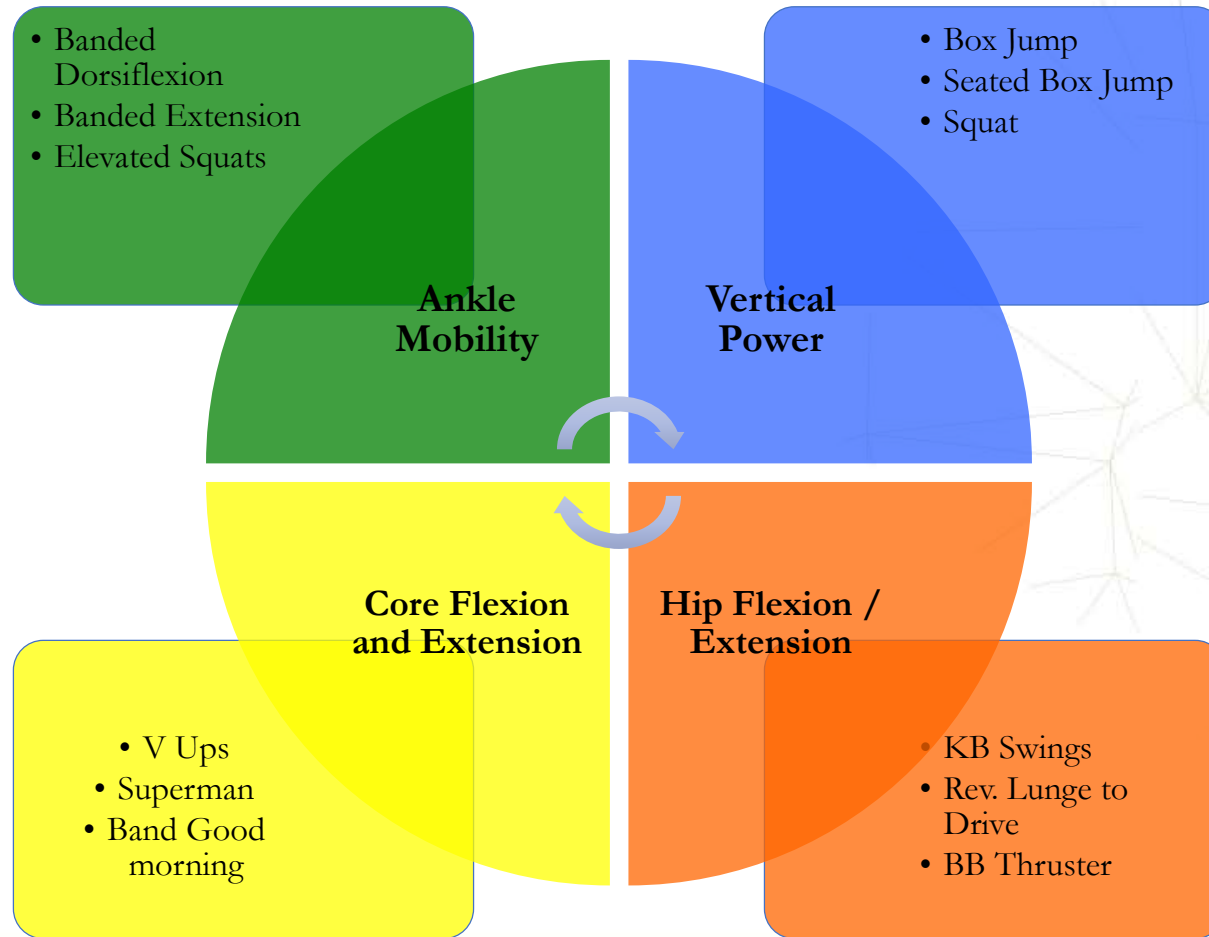 • Banded
Dorsiflexion
• Banded Extension
• Elevated Squats
• Box Jump
• Seated Box Jump
• Squat
Ankle
Mobility
Vertical
Power
Core Flexion
and Extension
Hip Flexion /
Extension
• V Ups
• Superman
• Band Good
morning
• KB Swings
• Rev. Lunge to
Drive
• BB Thruster